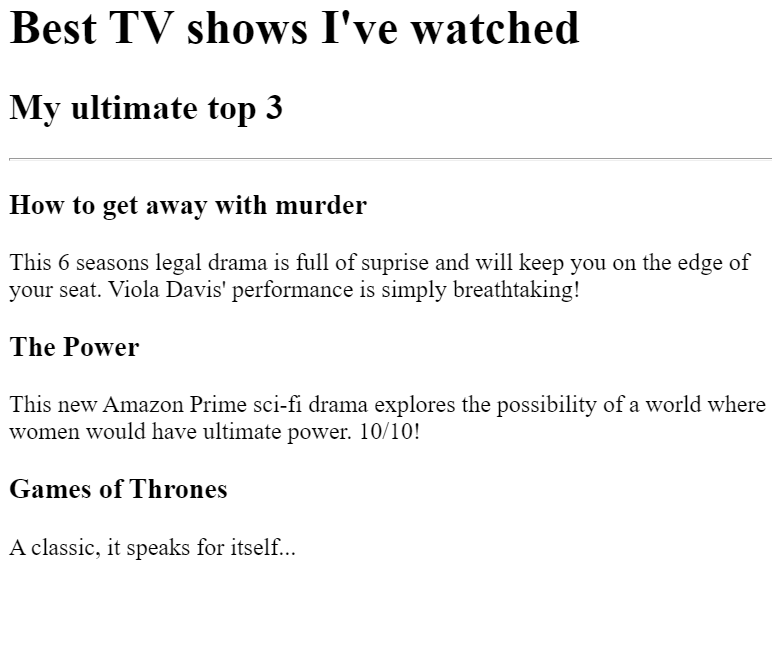 Best TV shows I've watched
My ultimate top 3
How to get away with murder
This 6 seasons legal drama is full of suprise and will keep you on the edge of
your seat. Viola Davis' performance is simply breathtaking!
The Power
This new Amazon Prime sci-fi drama explores the possibility of a world where
women would have ultimate power. 10/10!
Games of Thrones
A classic, it speaks for itself...